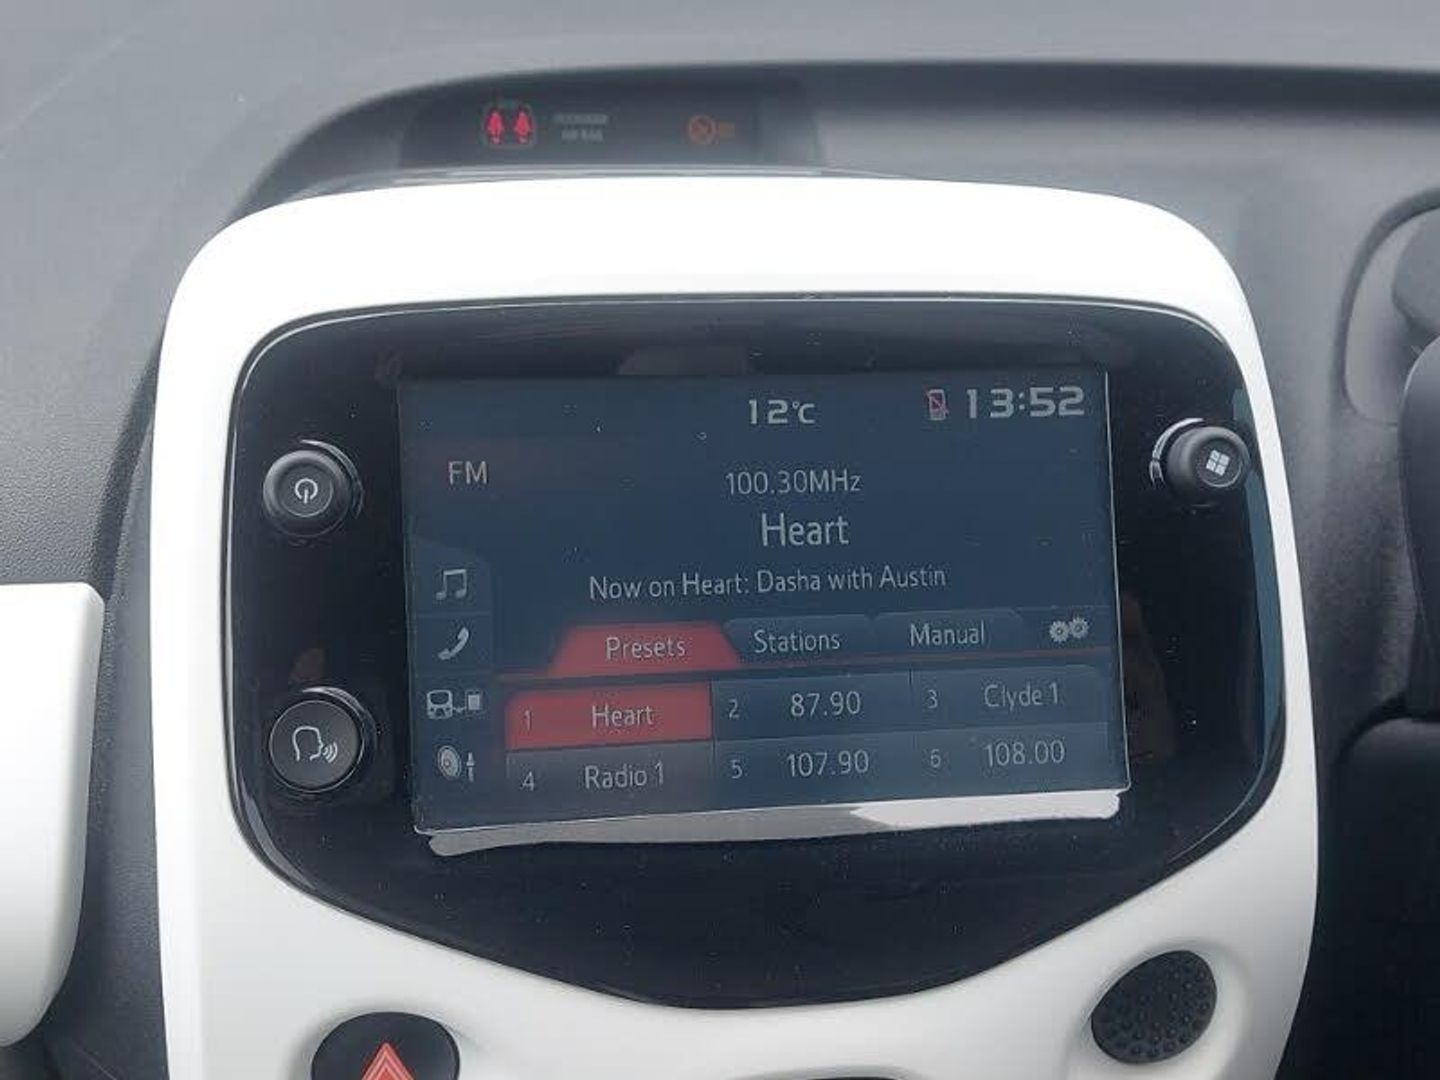 12°C
13:52
FM
100.30MHz
Heart
Now on Heart: Dasha with Austin
Presets
Stations
Manual
1 Heart
2 87.90
3 Clyde 1
4 Radio 1
5 107.90
6 108.00